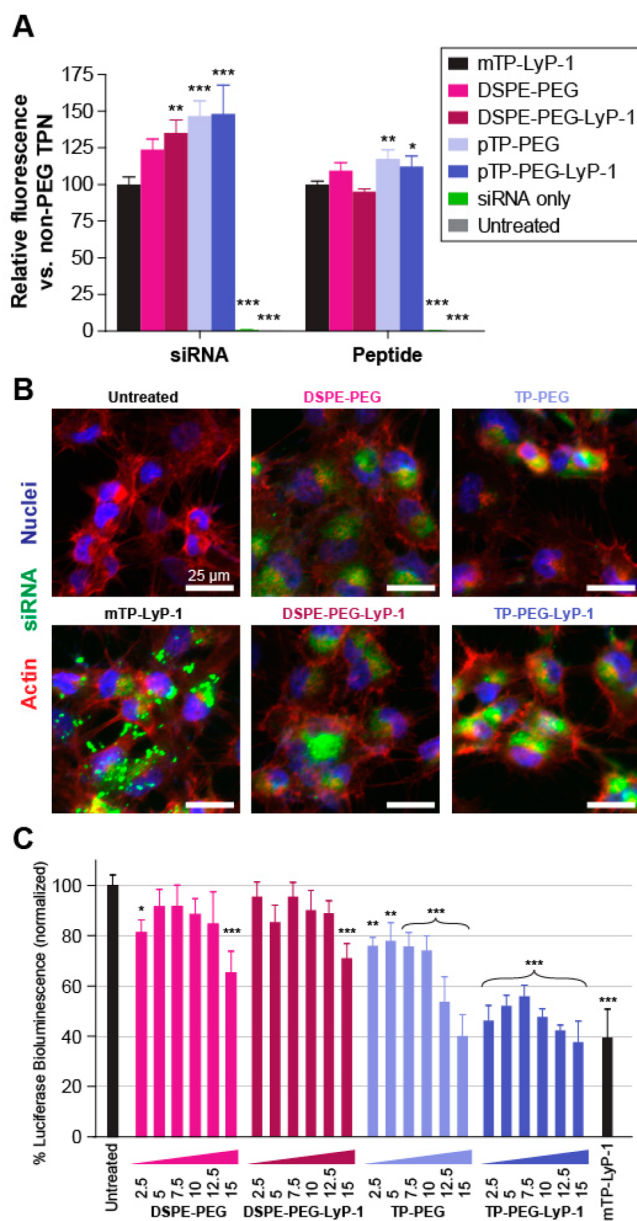 A
Relative fluorescence
vs. non-PEG TPN
175
150
125
100
75
50
25
0
** *** ***
*** ***
** *
*** ***
siRNA Peptide
mTP-LyP-1
DSPE-PEG
DSPE-PEG-LyP-1
pTP-PEG
pTP-PEG-LyP-1
siRNA only
Untreated
B
Actin siRNA Nuclei
Untreated DSPE-PEG TP-PEG
25 µm
mTP-LyP-1 DSPE-PEG-LyP-1 TP-PEG-LyP-1
C
% Luciferase Bioluminescence (normalized)
100
80
60
40
20
0
* *** *** ** ** *** *** ***
Untreated
2.5 5 7.5 10 12.5 15
DSPE-PEG
2.5 5 7.5 10 12.5 15
DSPE-PEG-LyP-1
2.5 5 7.5 10 12.5 15
TP-PEG
2.5 5 7.5 10 12.5 15
TP-PEG-LyP-1
mTP-LyP-1